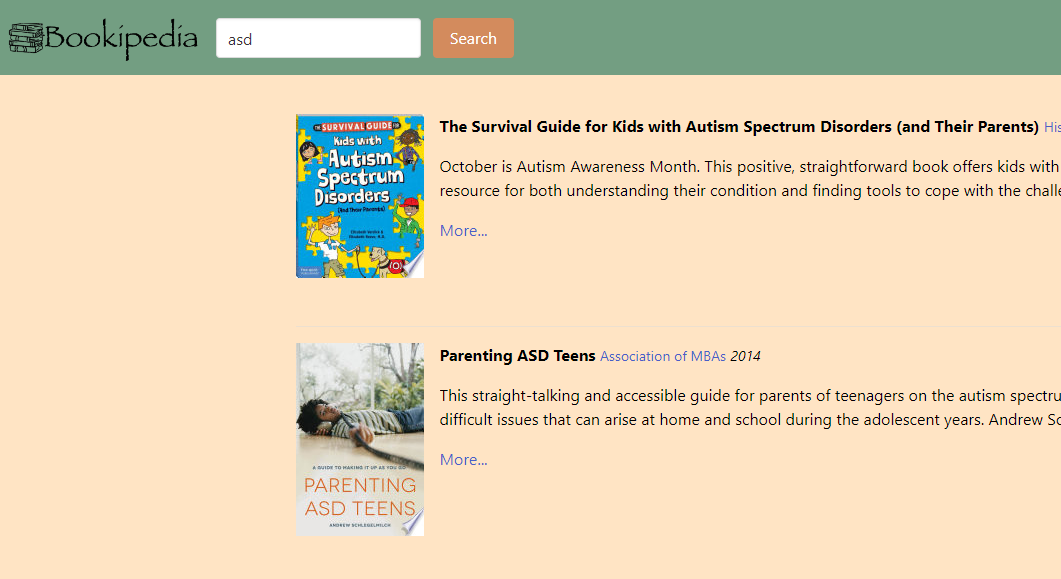 Bookipedia
asd
Search
THE SURVIVAL GUIDE FOR
Kids with
Autism
Spectrum
Disorders
(And Their Parents)
Elizabeth Verdick &
Elizabeth Reeve, M.D.
The Survival Guide for Kids with Autism Spectrum Disorders (and Their Parents) His
October is Autism Awareness Month. This positive, straightforward book offers kids with
resource for both understanding their condition and finding tools to cope with the challe
More...
A GUIDE TO MAKING IT UP AS YOU GO
PARENTING
ASD TEENS
ANDREW SCHLEGELMILCH
Parenting ASD Teens Association of MBAs 2014
This straight-talking and accessible guide for parents of teenagers on the autism spectru
difficult issues that can arise at home and school during the adolescent years. Andrew Sc
More...